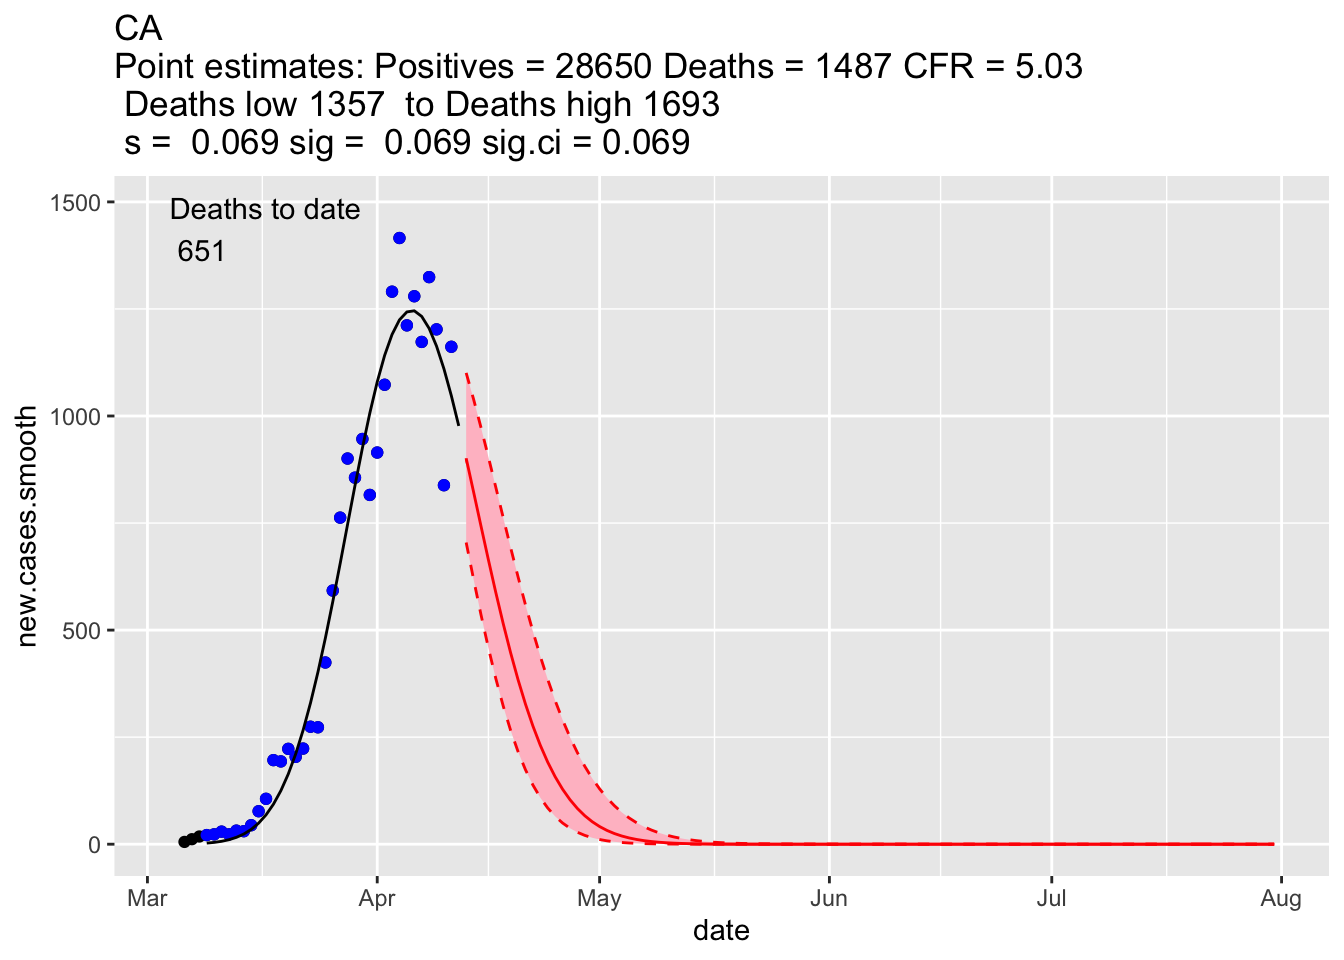 CA
Point estimates: Positives = 28650 Deaths = 1487 CFR = 5.03
Deaths low 1357  to Deaths high 1693
s =  0.069 sig =  0.069 sig.ci = 0.069
Deaths to date
651
1500
1000
500
0
new.cases.smooth
Mar Apr May Jun Jul Aug
date